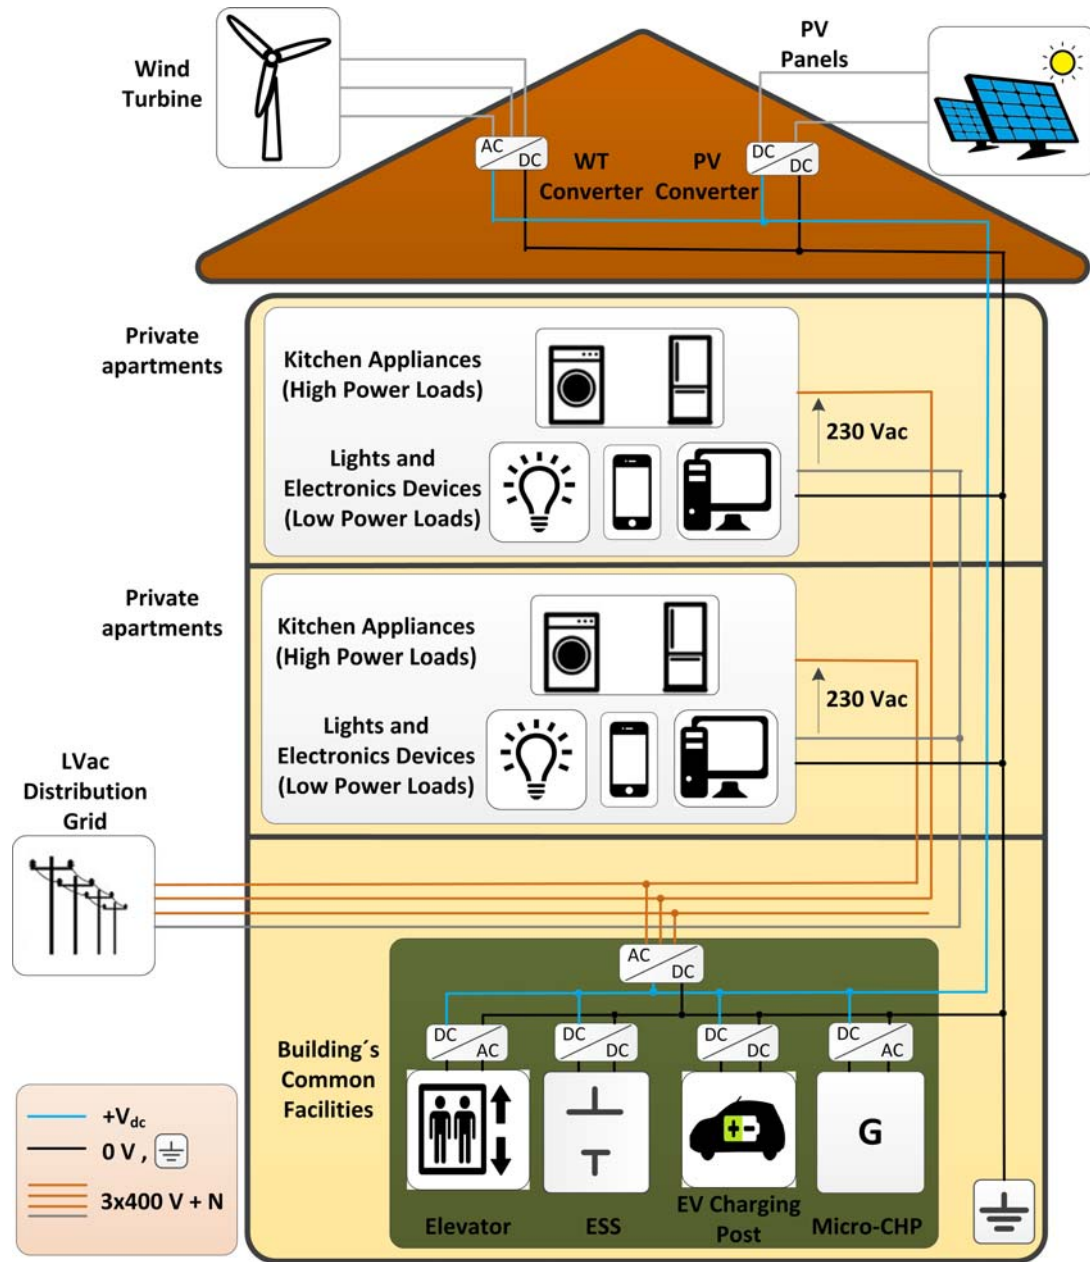 Wind
Turbine
PV
Panels
AC
DC
WT
Converter
PV
Converter
DC
DC
Private
apartments
Kitchen Appliances
(High Power Loads)
230 Vac
Lights and
Electronics Devices
(Low Power Loads)
Private
apartments
Kitchen Appliances
(High Power Loads)
230 Vac
Lights and
Electronics Devices
(Low Power Loads)
LVac
Distribution
Grid
AC
DC
Building´s
Common
Facilities
DC
AC
DC
DC
DC
DC
DC
AC
G
Elevator
ESS
EV Charging
Post
Micro-CHP
+Vdc
0 V ,
3x400 V + N